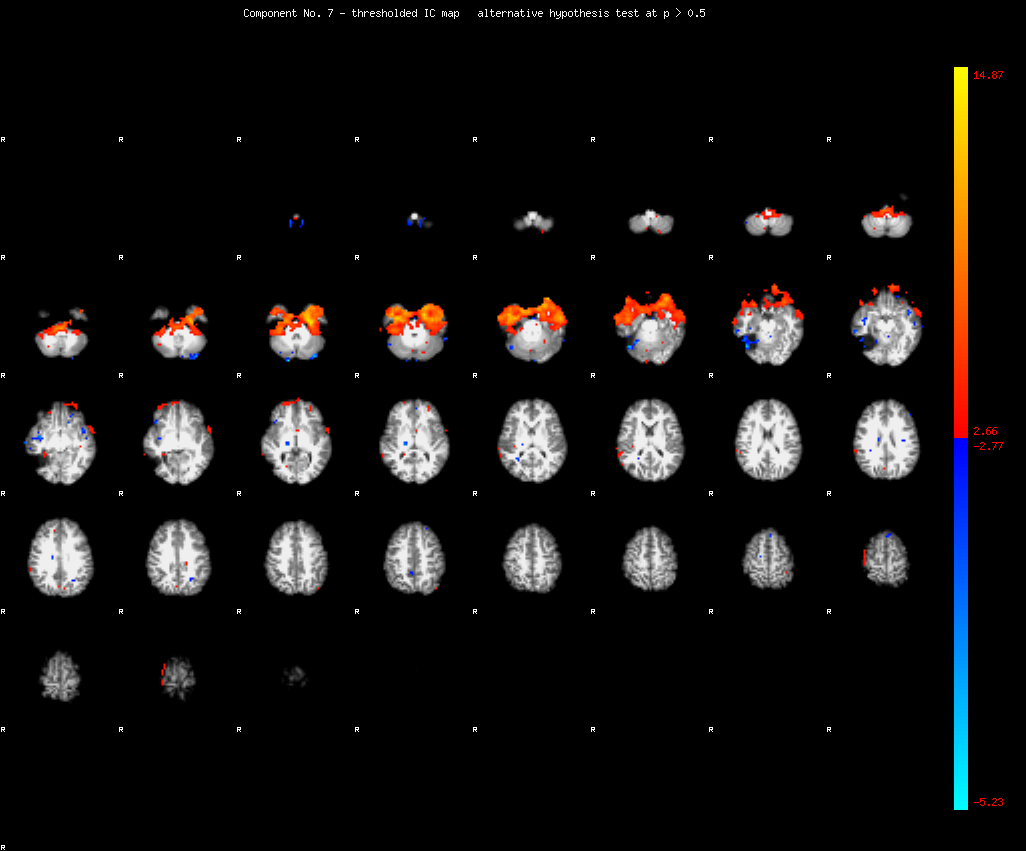 Component No. 7 - thresholded IC map   alternative hypothesis test at p > 0.5
14.87
R R R R R R R R
R R R R R R R R
R R R R R R R R
2.66
-2.77
R R R R R R R R
R R R R R R R R
R R R R R R R R
-5.23
R